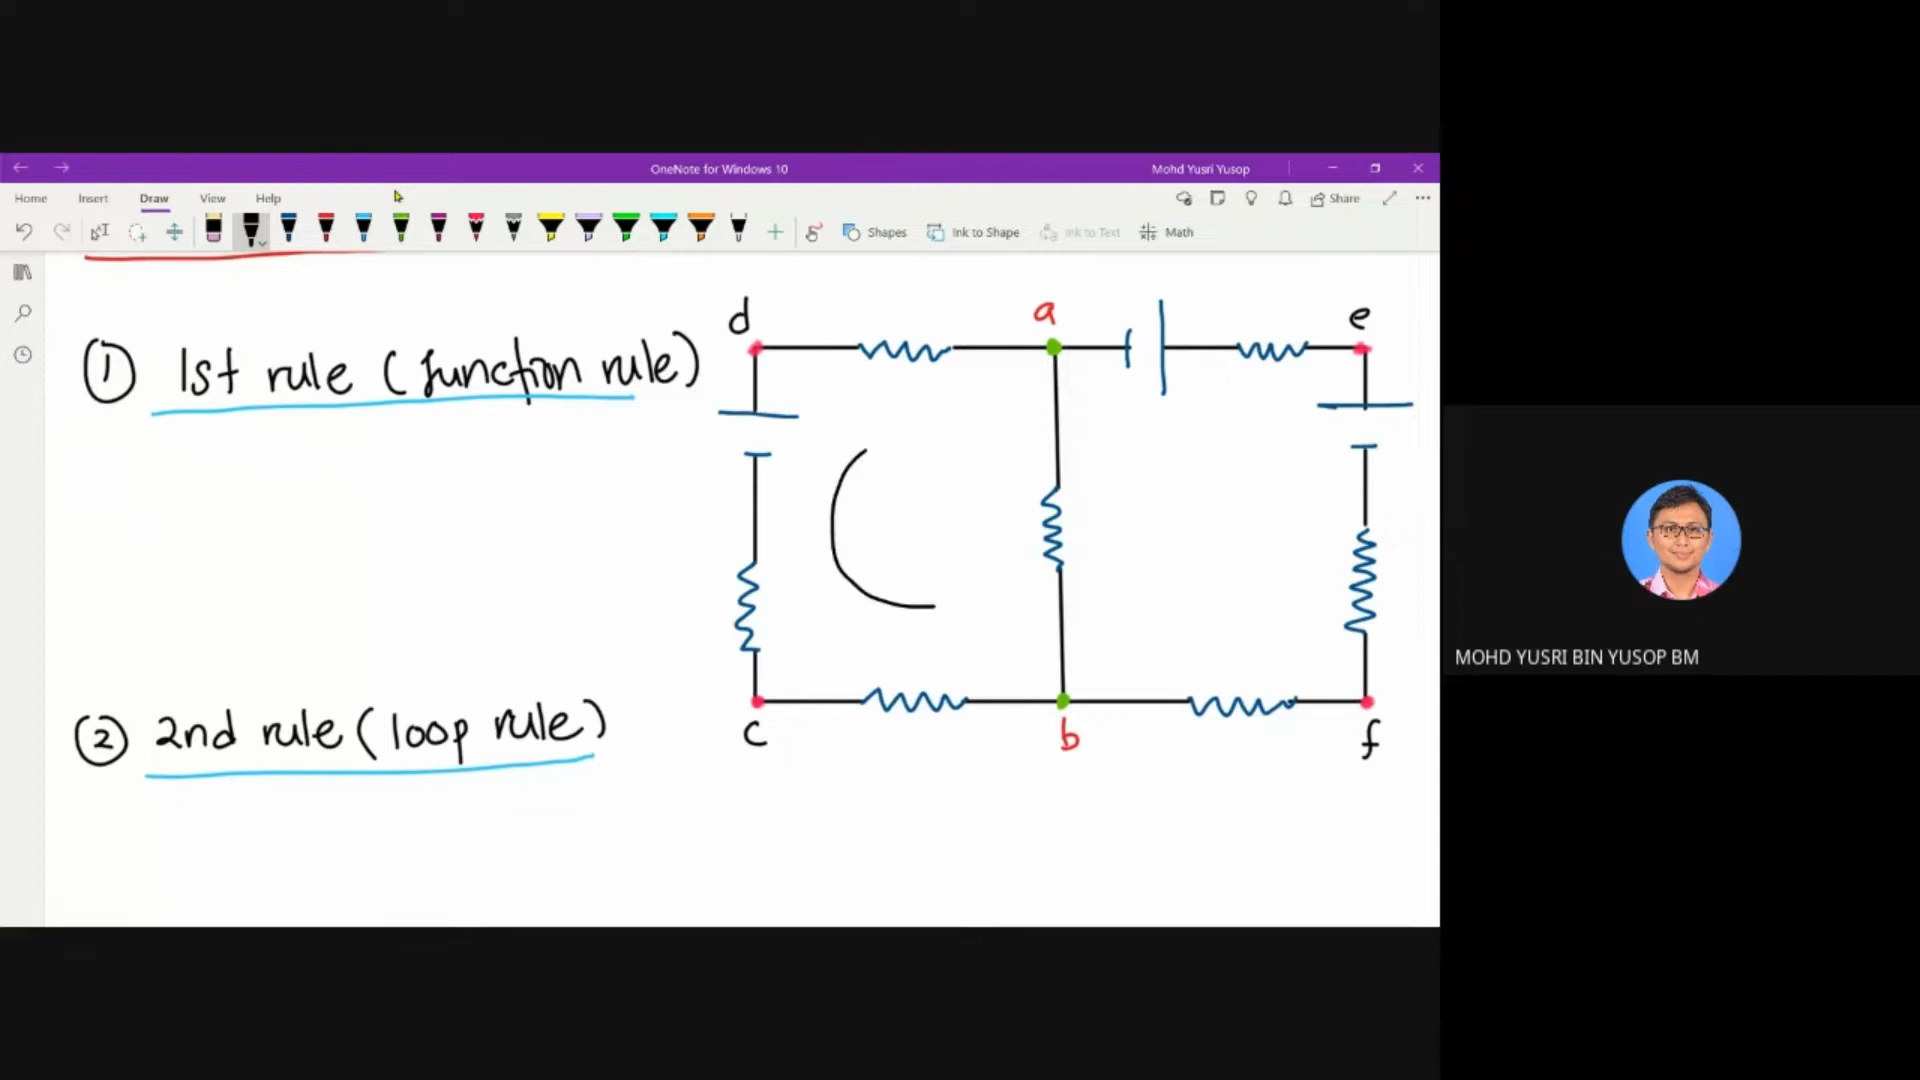 OneNote for Windows 10
Mohd Yusri Yusop
Home Insert Draw View Help
Share
Shapes Ink to Shape Ink to Text Math
① 1st rule (function rule)
② 2nd rule (loop rule)
d a e
c b f
MOHD YUSRI BIN YUSOP BM